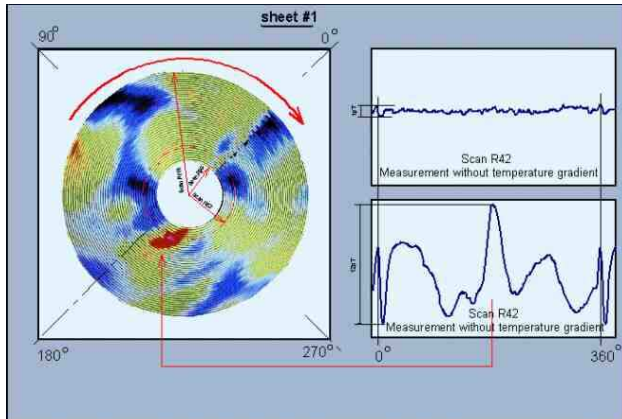 sheet #1
90°
0°
Scan R42
Measurement without temperature gradient
Scan R42
Measurement without temperature gradient
180°
270°
0°
360°